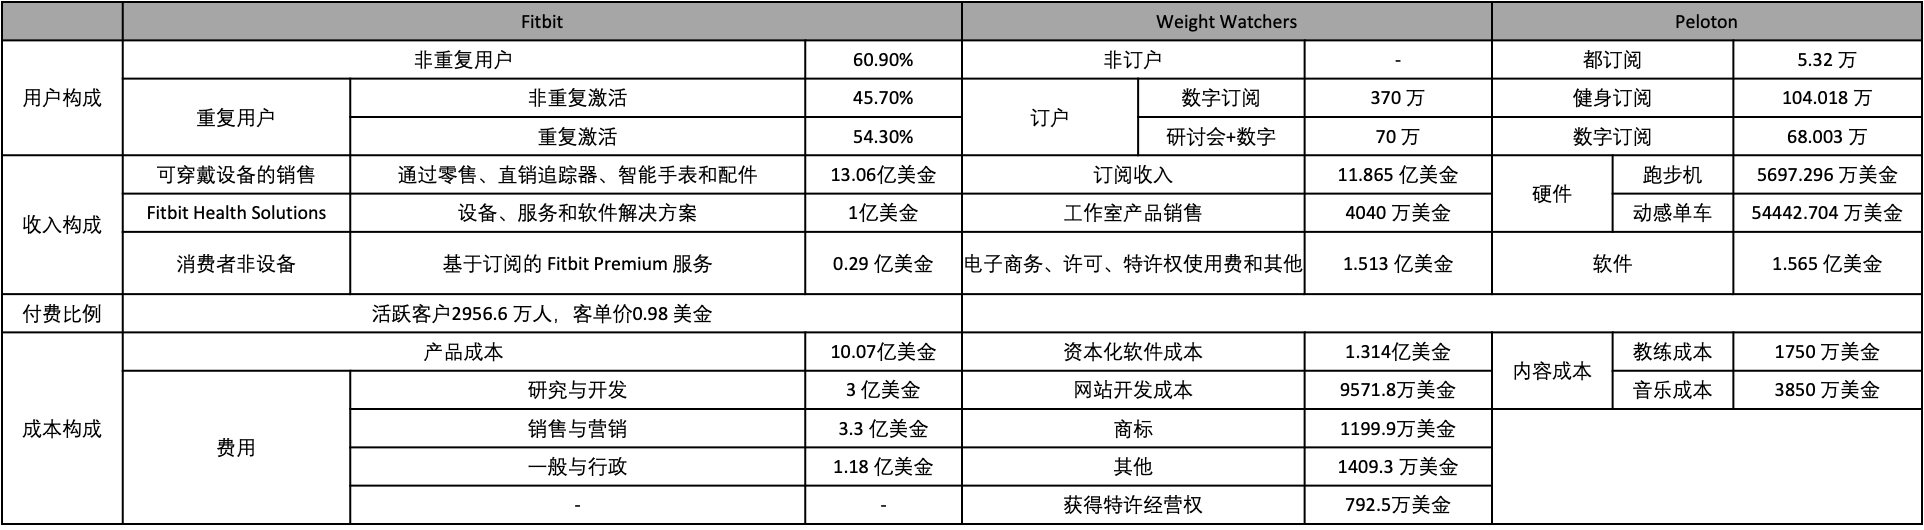 Fitbit Weight Watchers Peloton
用户构成 非重复用户 60.90% 非订户 - 都订阅 5.32 万
重复用户 非重复激活 45.70% 订户 数字订阅 370 万 健身订阅 104.018 万
重复激活 54.30% 研讨会+数字 70 万 数字订阅 68.003 万
收入构成 可穿戴设备的销售 通过零售、直销追踪器、智能手表和配件 13.06亿美金 订阅收入 11.865 亿美金 硬件 跑步机 5697.296 万美金
Fitbit Health Solutions 设备、服务和软件解决方案 1亿美金 工作室产品销售 4040 万美金 动感单车 54442.704 万美金
消费者非设备 基于订阅的 Fitbit Premium 服务 0.29 亿美金 电子商务、许可、特许权使用费和其他 1.513 亿美金 软件 1.565 亿美金
付费比例 活跃客户2956.6 万人，客单价0.98 美金
成本构成 产品成本 10.07亿美金 资本化软件成本 1.314亿美金 内容成本 教练成本 1750 万美金
费用 研究与开发 3 亿美金 网站开发成本 9571.8万美金 音乐成本 3850 万美金
销售与营销 3.3 亿美金 商标 1199.9万美金
一般与行政 1.18 亿美金 其他 1409.3 万美金
- - 获得特许经营权 792.5万美金